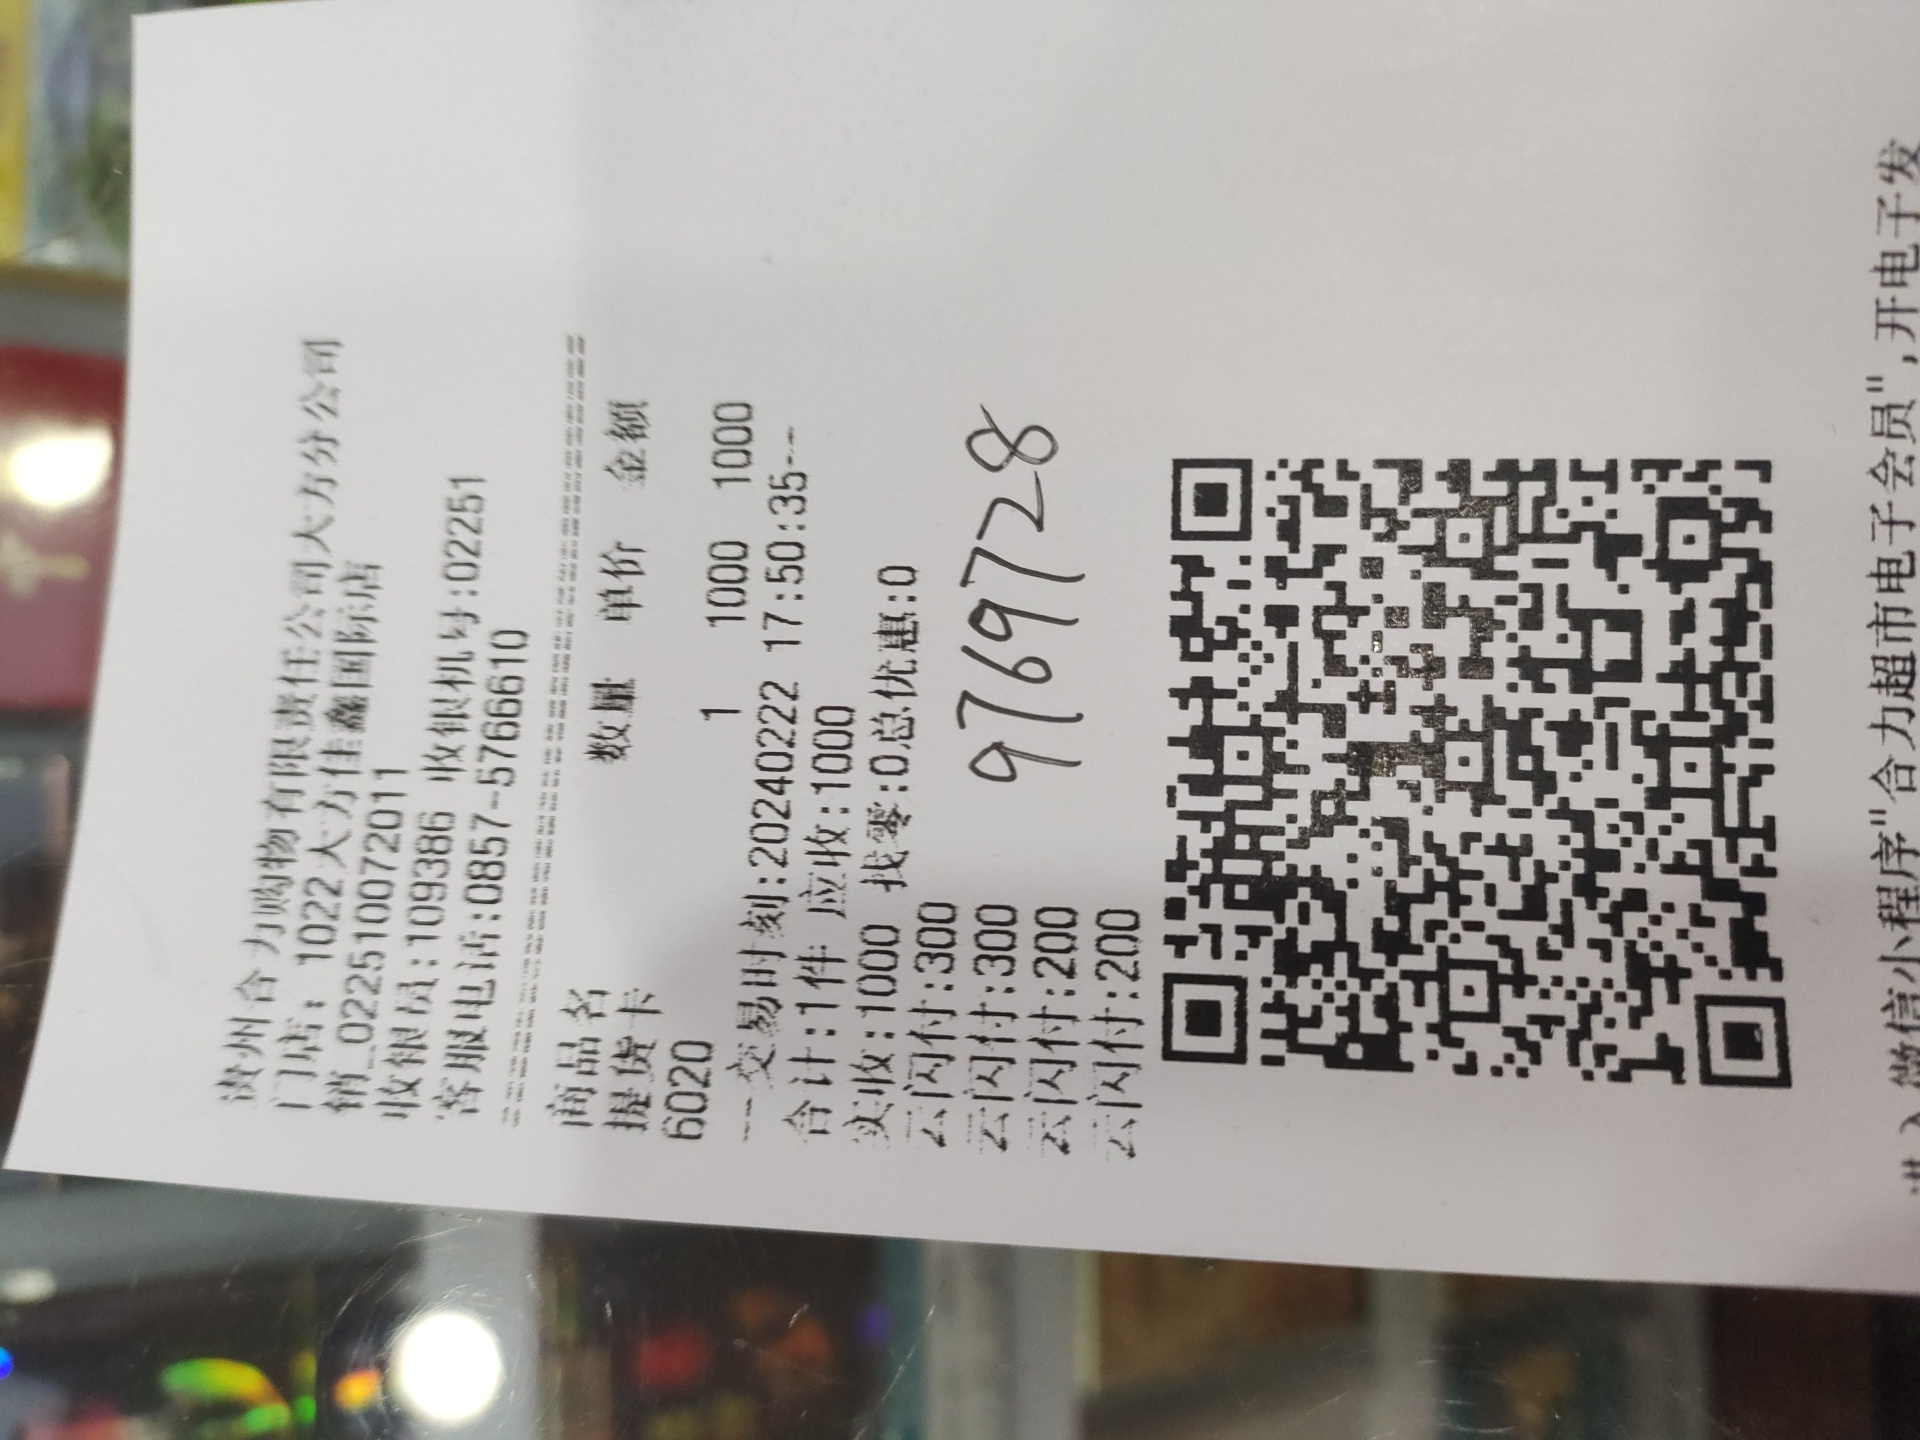 贵州合力购物有限责任公司大方分公司
门店: 1022大方佳鑫国际店
销_022510072011
收银员:109386 收银机号:02251
客服电话:0857-5766610
商品名 数量 单价 金额
提货卡
6020 1 1000 1000
--交易时刻:20240222 17:50:35--
合计:1件 应收:1000
实收:1000 找零:0总优惠:0
云闪付:300
云闪付:300
云闪付:200
云闪付:200
9769728
进入微信小程序"合力超市电子会员",开电子发